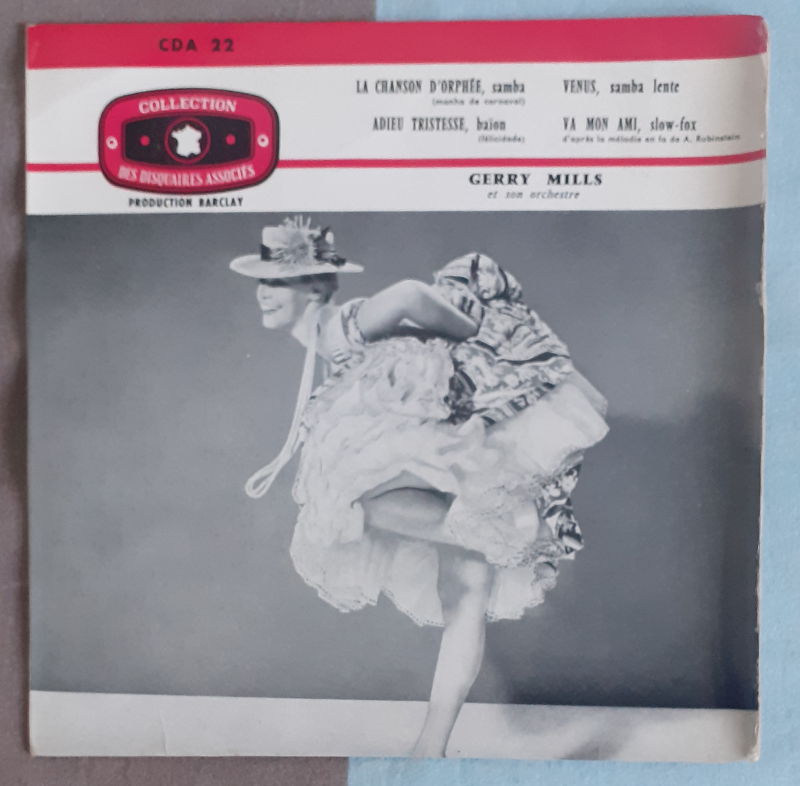 CDA 22
COLLECTION
DES DISQUAIRES ASSOCIÉS
PRODUCTION BARCLAY
LA CHANSON D'ORPHÉE, samba
(manha de carnaval)
ADIEU TRISTESSE, baion
(félicidade)
VENUS, samba lente
VA MON AMI, slow-fox
d'après la mélodie en fa de A. Rubinstein
GERRY MILLS
et son orchestre